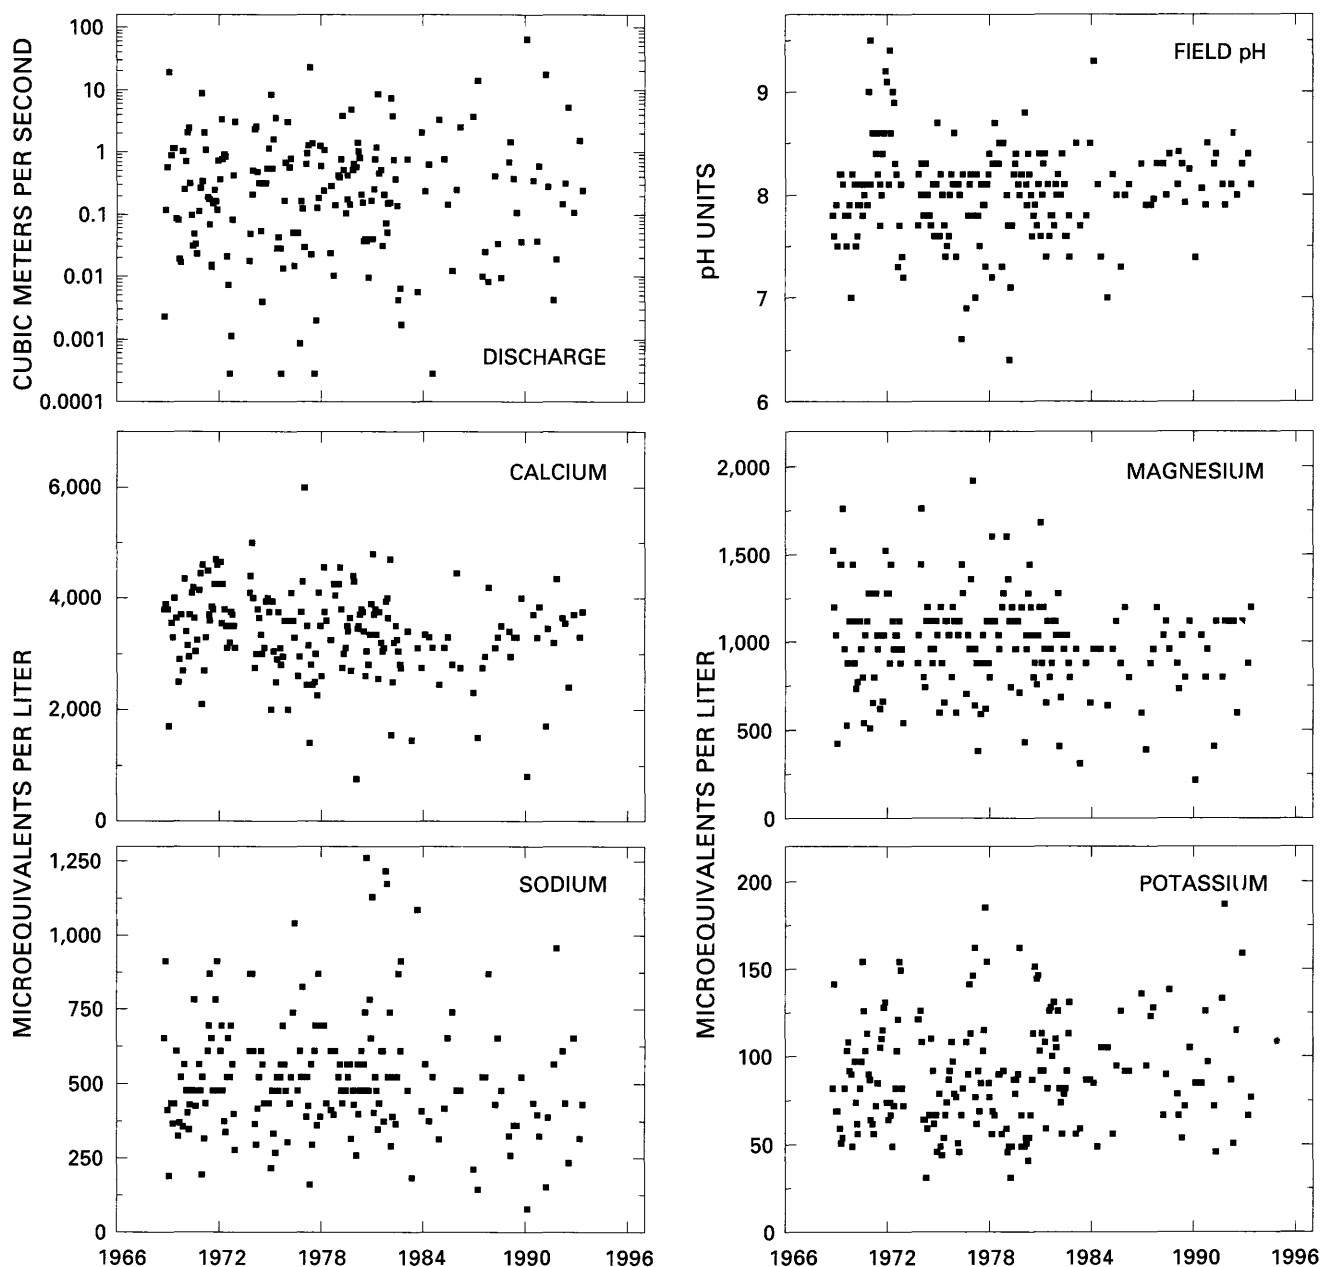 CUBIC METERS PER SECOND
100
10
1
0.1
0.01
0.001
0.0001
DISCHARGE
pH UNITS
9
8
7
6
FIELD pH
MICROEQUIVALENTS PER LITER
6,000
4,000
2,000
0
CALCIUM
MICROEQUIVALENTS PER LITER
2,000
1,500
1,000
500
0
MAGNESIUM
1,250
1,000
750
500
250
0
SODIUM
1966 1972 1978 1984 1990 1996
200
150
100
50
0
POTASSIUM
1966 1972 1978 1984 1990 1996